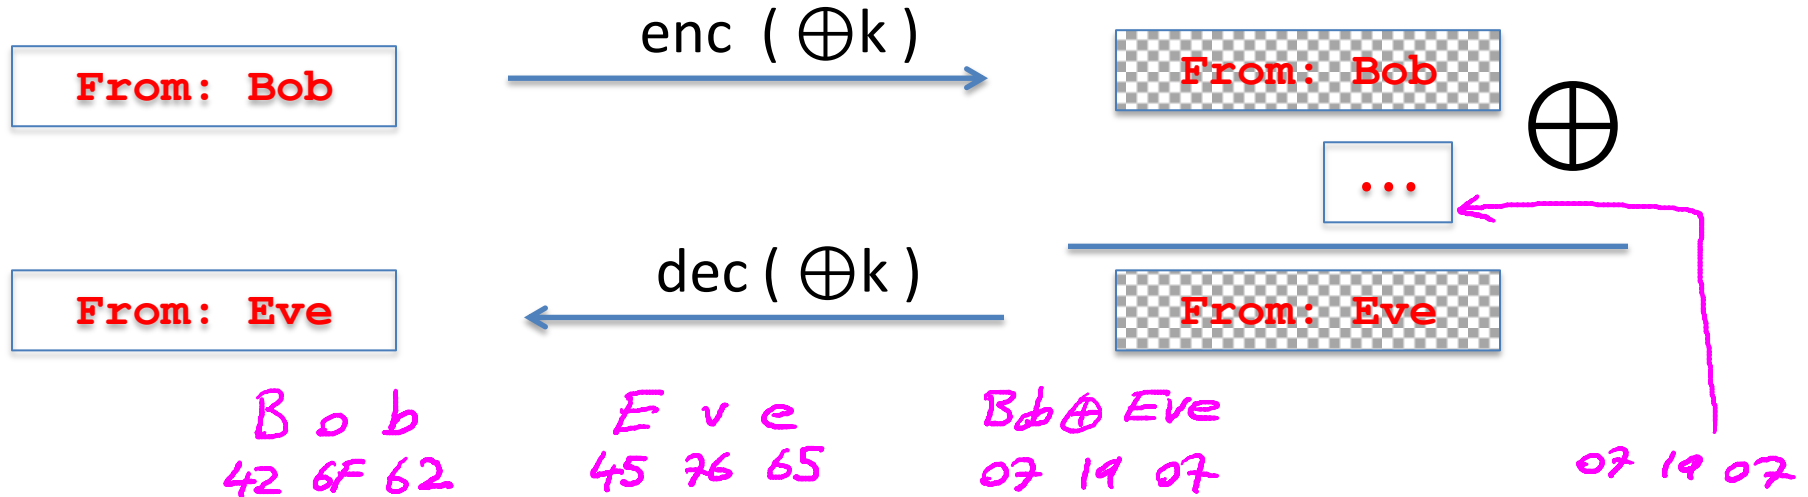 enc ( ⊕k )
From: Bob
From: Bob
⊕
...
dec ( ⊕k )
From: Eve
From: Eve
B o b E v e Bob ⊕ Eve
42 6F 62 45 76 65 07 19 07 07 19 07